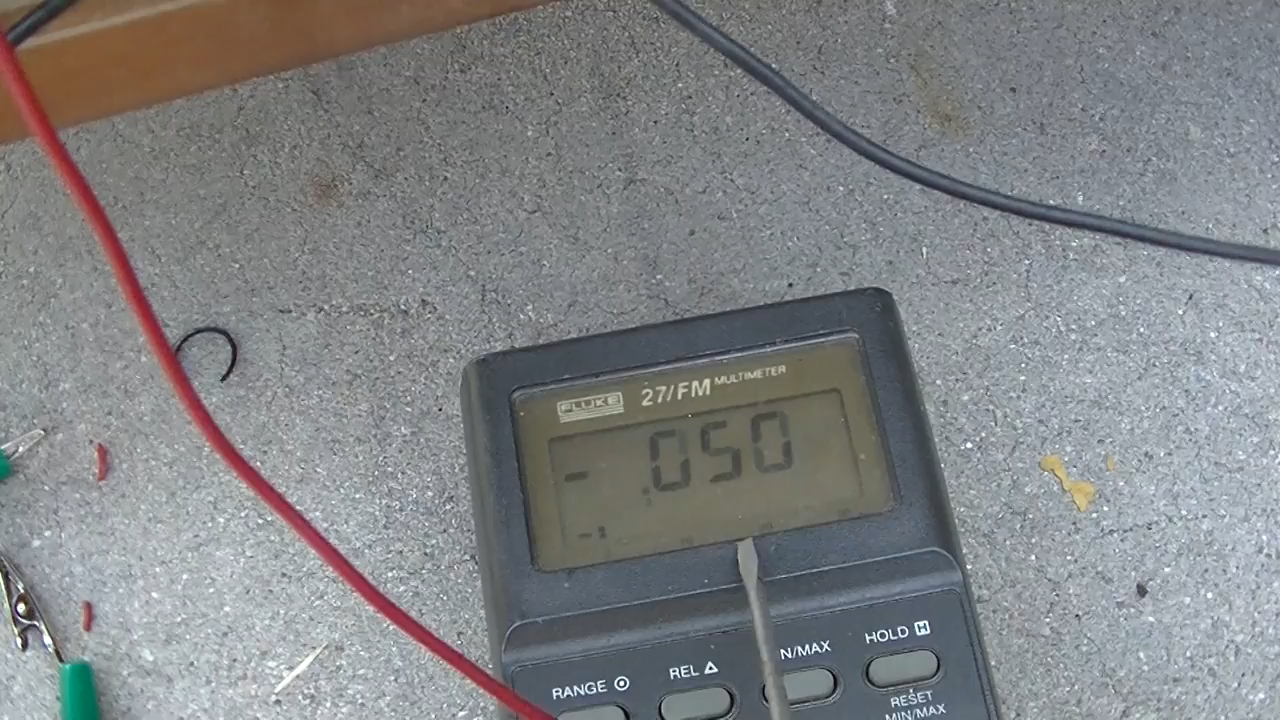 FLUKE 27/FM MULTIMETER
- .050
RANGE
REL △
N/MAX
HOLD H
RESET
MIN/MAX